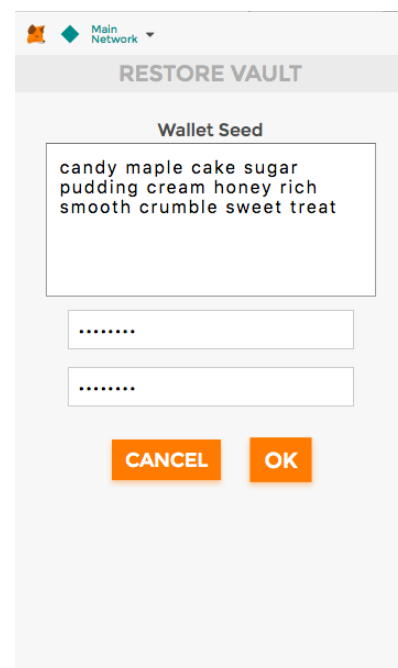 Main
Network
RESTORE VAULT
Wallet Seed
candy maple cake sugar
pudding cream honey rich
smooth crumble sweet treat
••••••••
••••••••
CANCEL
OK